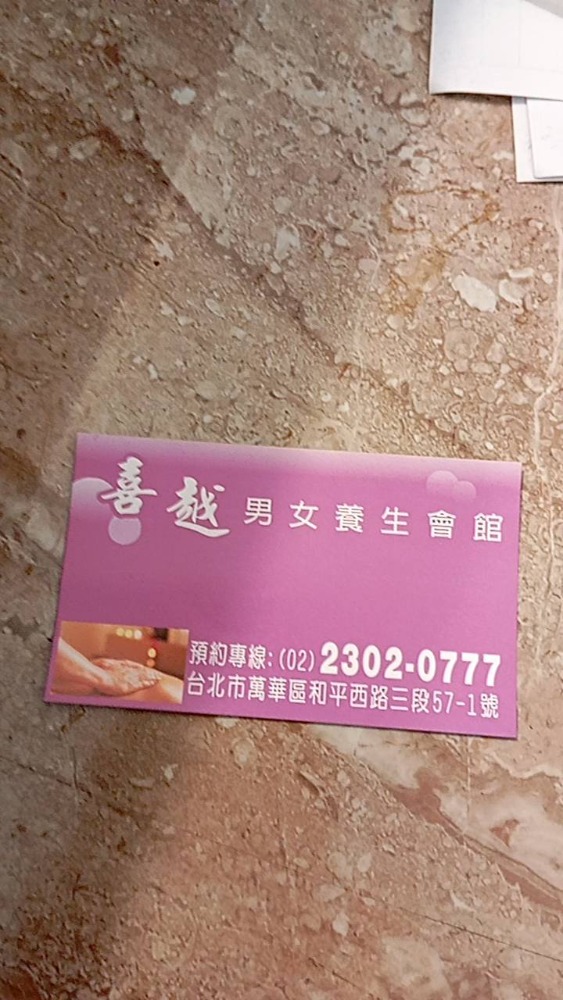 喜越男女養生會館
預約專線:(02)2302-0777
台北市萬華區和平西路三段57-1號